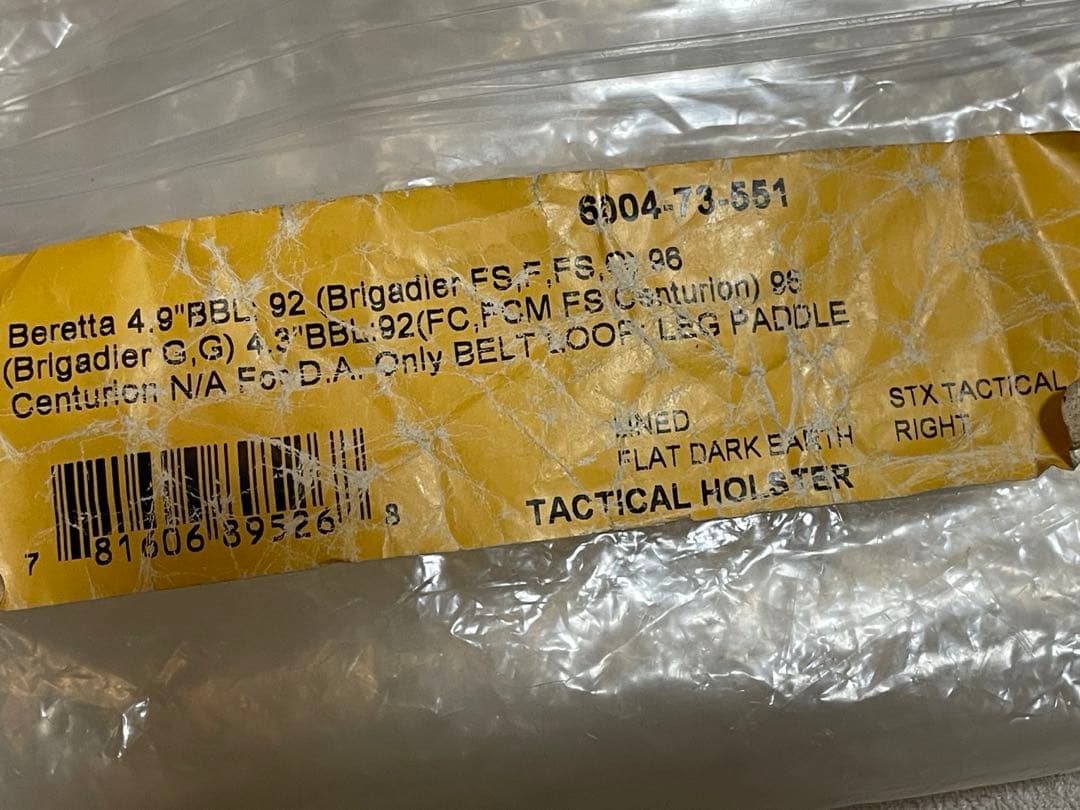 6004-73-551
Beretta 4.9"BBL: 92 (Brigadier FS,F,FS,G) 96
(Brigadier G,G) 4.3"BBL:92(FC,FCM FS Centurion) 96
Centurion N/A For D.A. Only BELT LOOP, LEG PADDLE
LINED STX TACTICAL
FLAT DARK EARTH RIGHT
TACTICAL HOLSTER
7 81606 39526 8